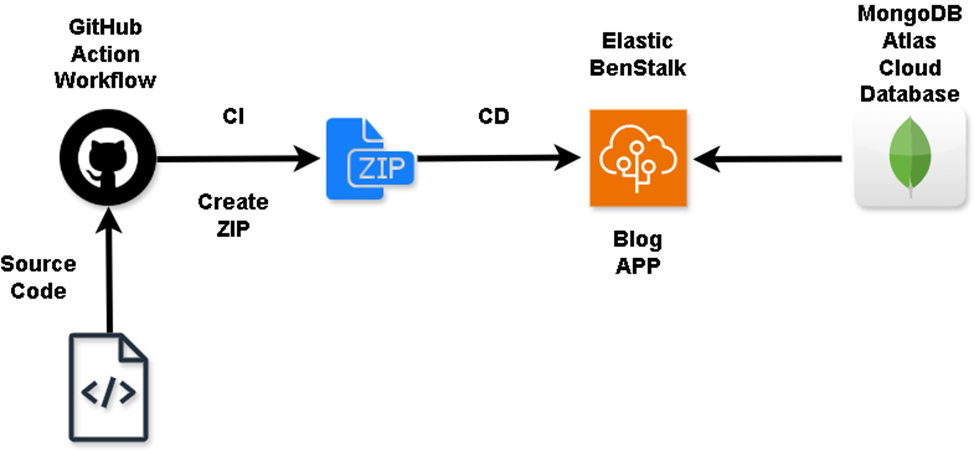 GitHub
Action
Workflow
CI
Create
ZIP
Source
Code
</>
ZIP
CD
Elastic
BenStalk
Blog
APP
MongoDB
Atlas
Cloud
Database